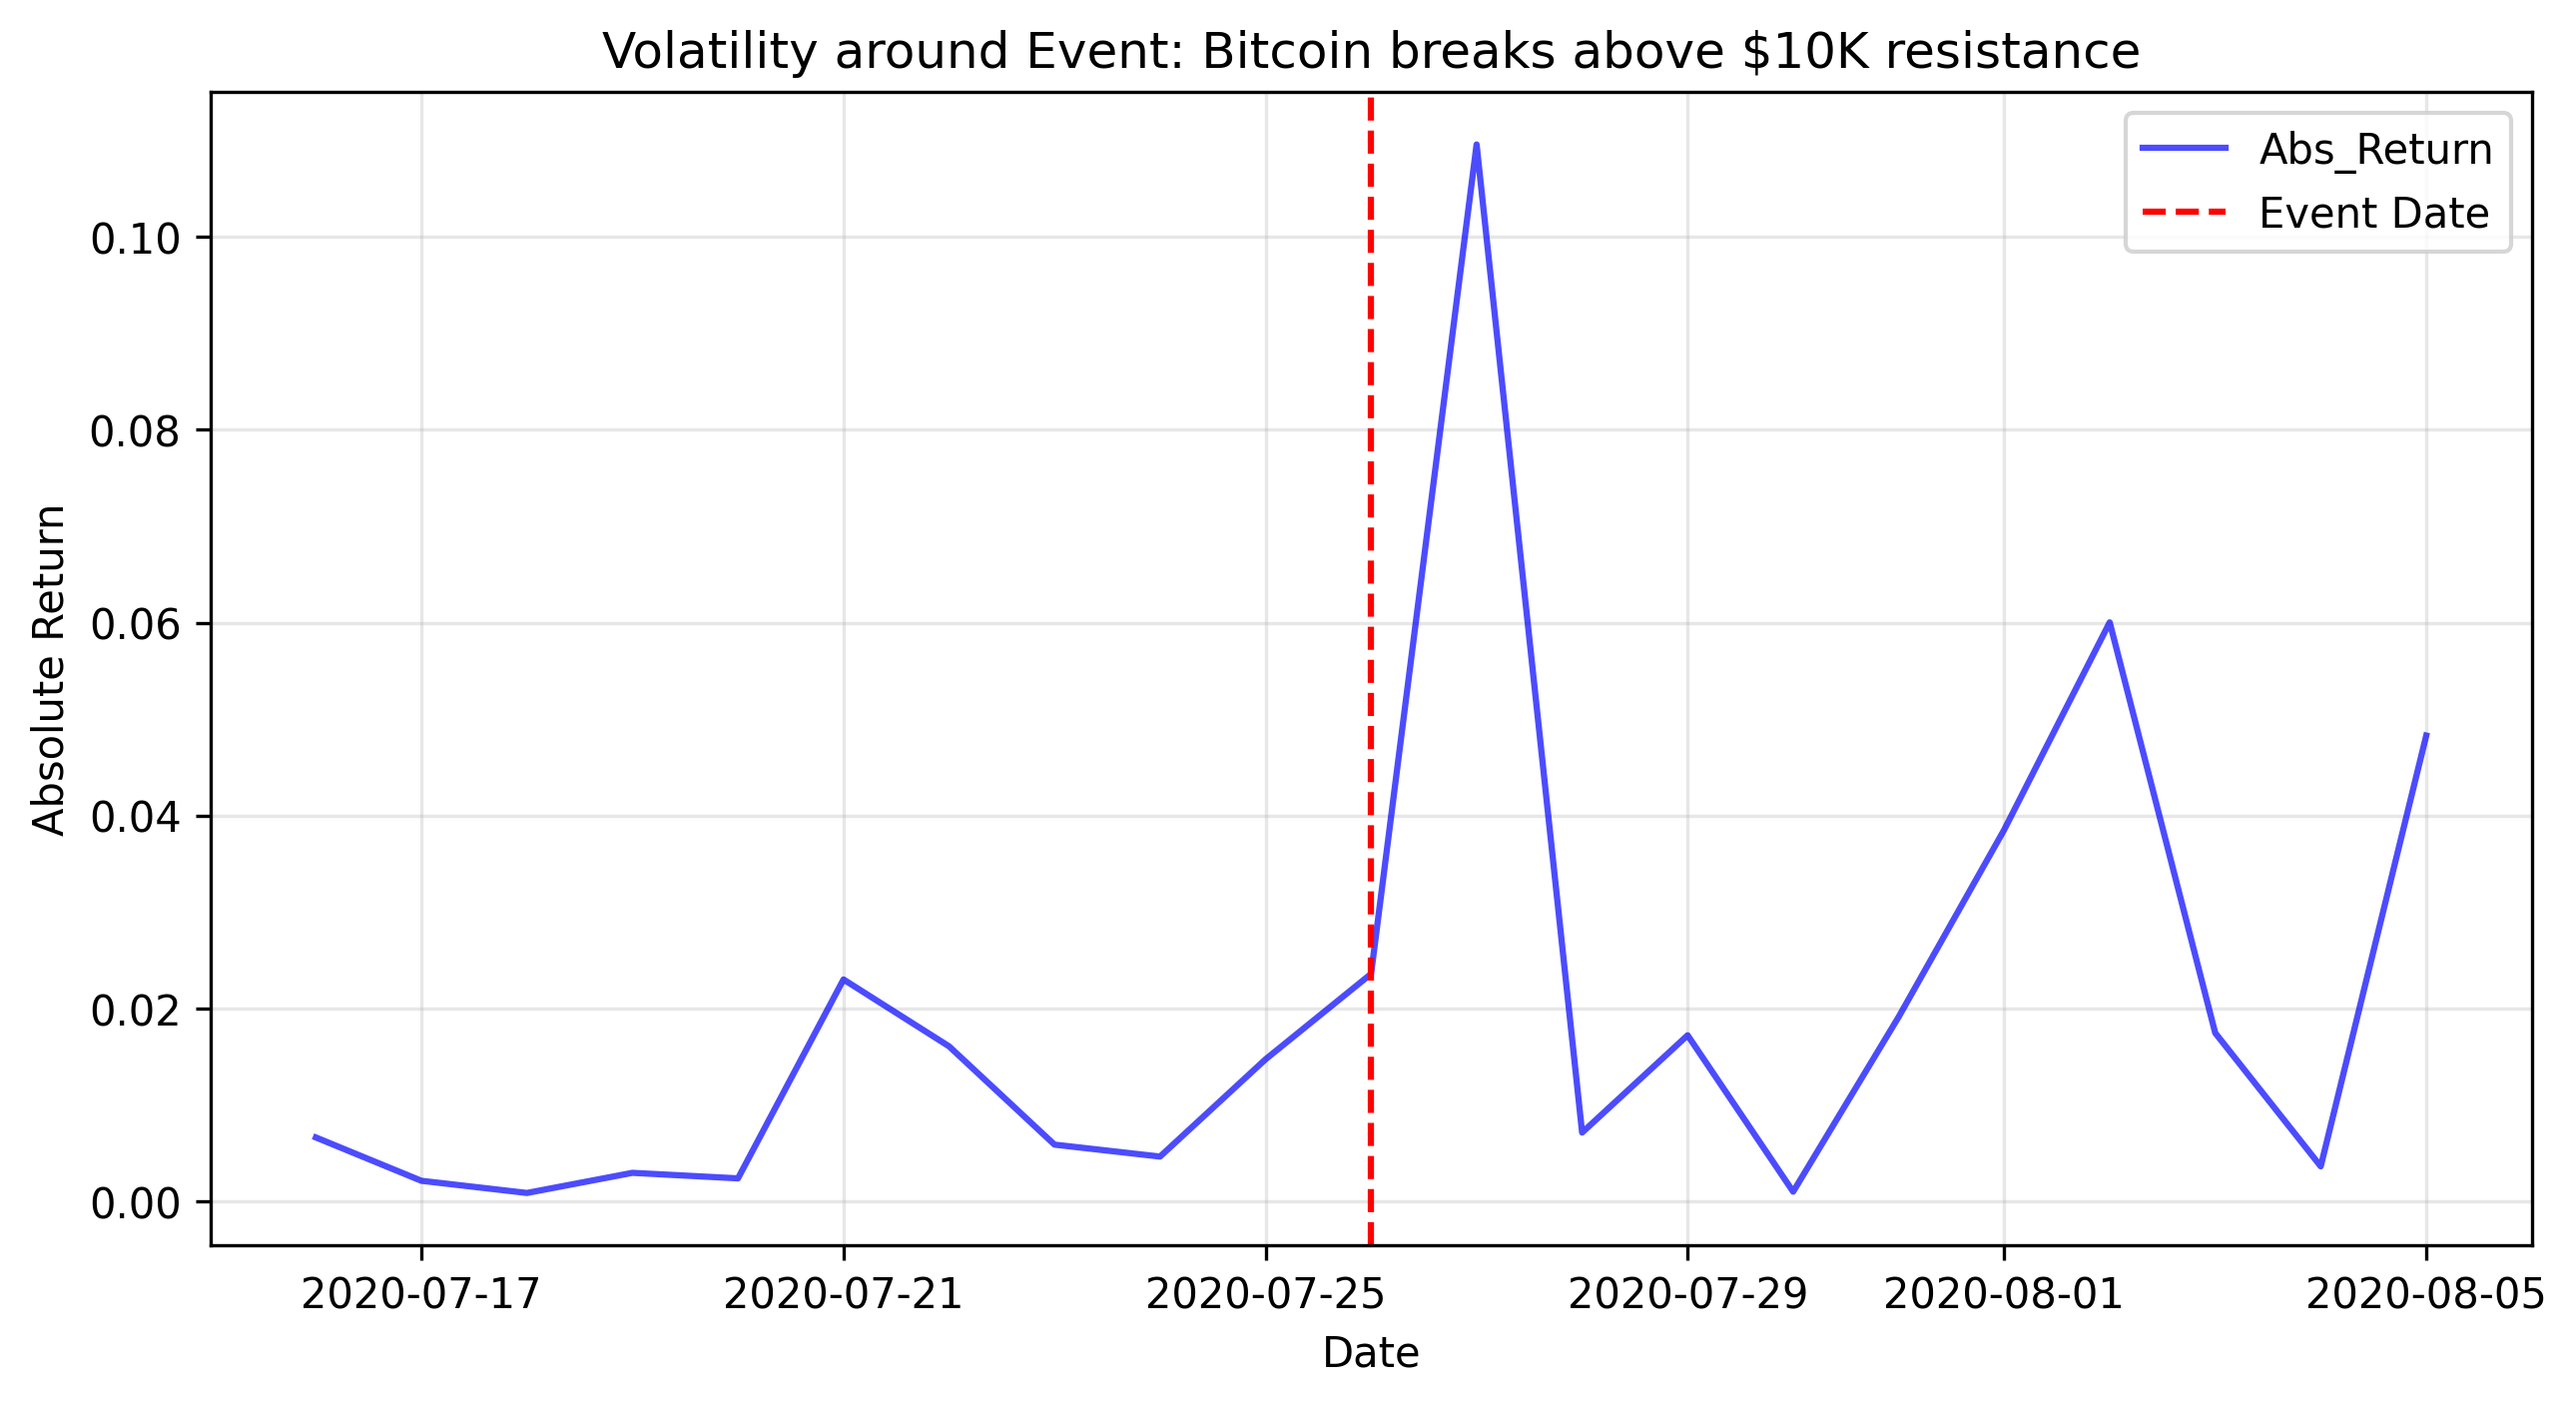 Volatility around Event: Bitcoin breaks above $10K resistance
Abs_Return
Event Date
Absolute Return
0.10
0.08
0.06
0.04
0.02
0.00
2020-07-17 2020-07-21 2020-07-25 2020-07-29 2020-08-01 2020-08-05
Date